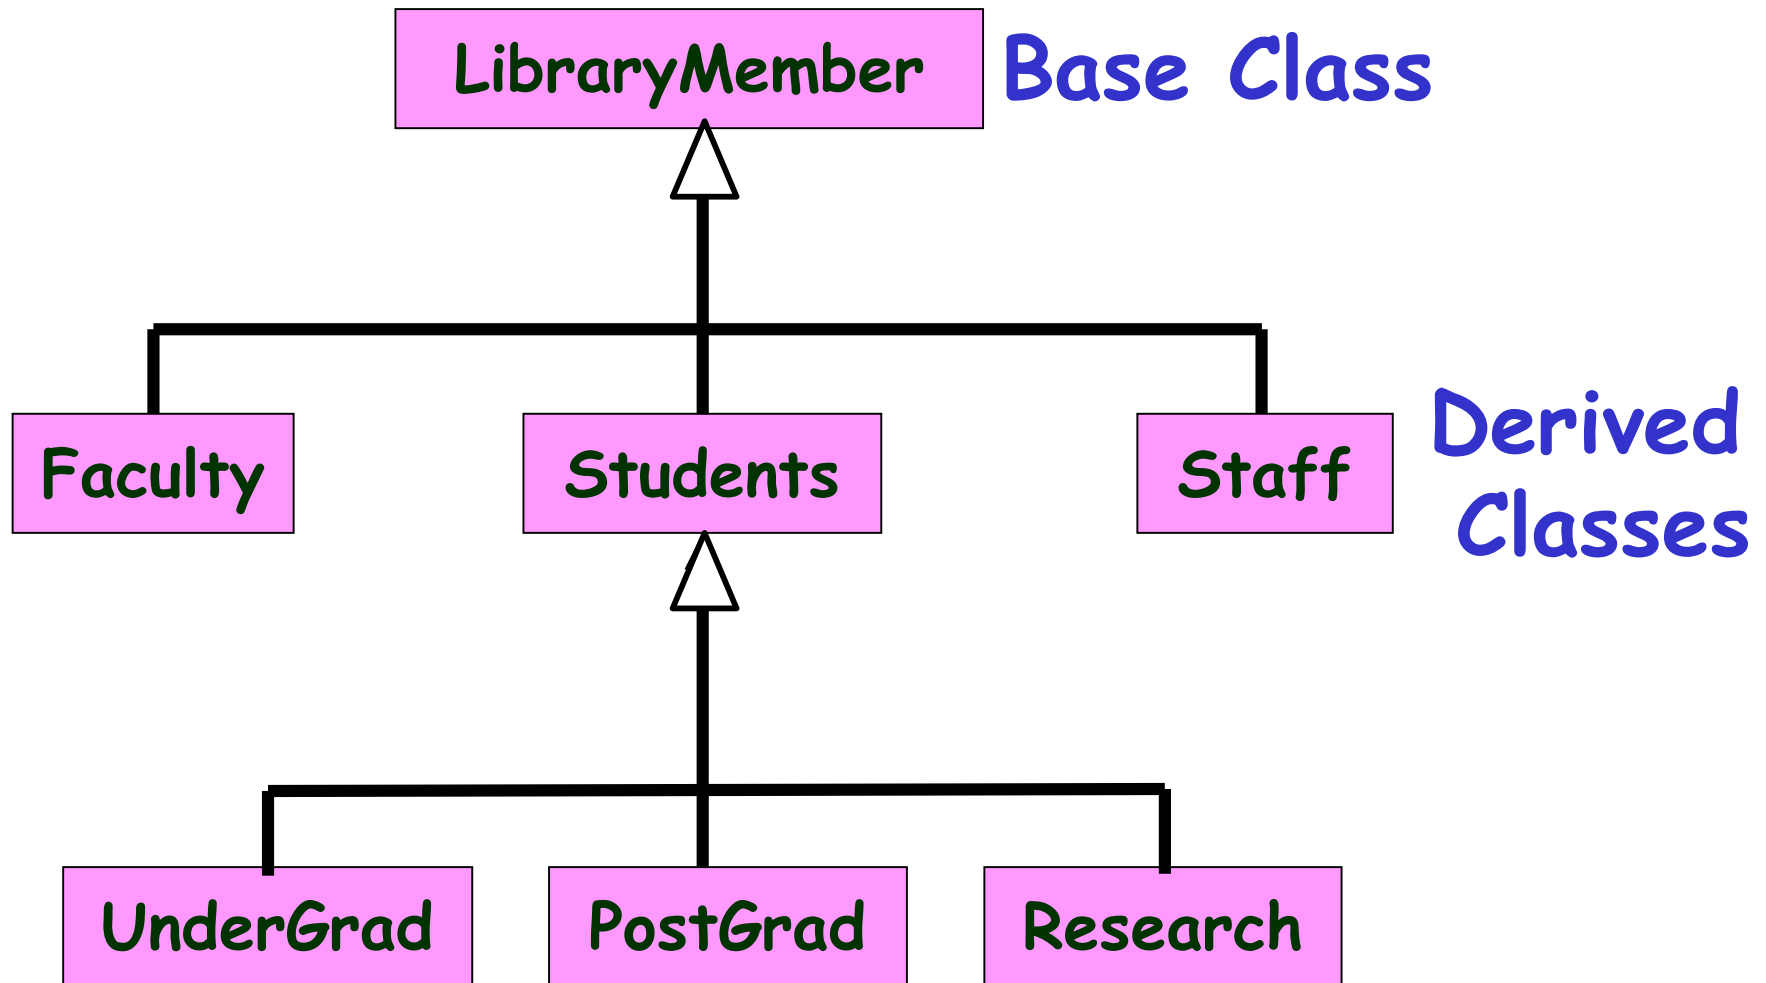 LibraryMember
Base Class
Faculty
Students
Staff
Derived
Classes
UnderGrad
PostGrad
Research